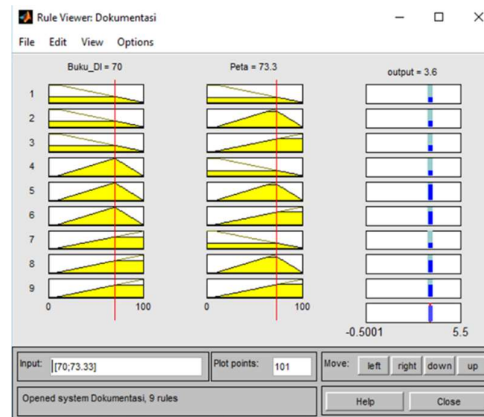 Rule Viewer: Dokumentasi
File Edit View Options
Buku_DI = 70 Peta = 73.3 output = 3.6
1
2
3
4
5
6
7
8
9
0 100 0 100
-0.5001 5.5
Input: [70;73.33] Plot points: 101 Move: left right down up
Opened system Dokumentasi, 9 rules Help Close